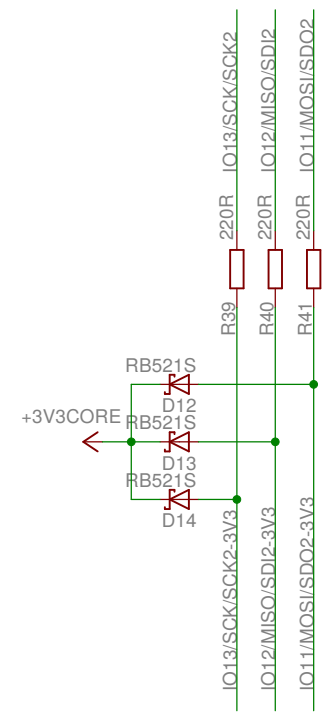 IO13/SCK/SCK2
IO12/MISO/SDI2
IO11/MOSI/SDO2
220R
220R
220R
R39
R40
R41
RB521S
D12
+3V3CORE
RB521S
D13
RB521S
D14
IO13/SCK/SCK2-3V3
IO12/MISO/SDI2-3V3
IO11/MOSI/SDO2-3V3